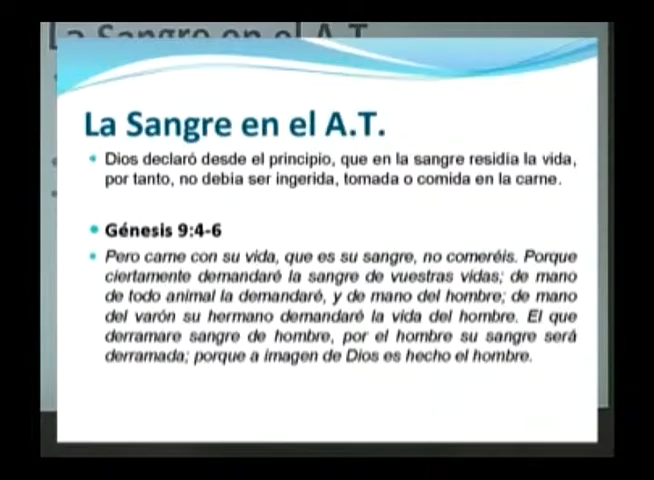 La Sangre en el A.T.
La Sangre en el A.T.
• Dios declaró desde el principio, que en la sangre residía la vida,
por tanto, no debía ser ingerida, tomada o comida en la carne.
• Génesis 9:4-6
• Pero carne con su vida, que es su sangre, no comeréis. Porque
ciertamente demandaré la sangre de vuestras vidas; de mano
de todo animal la demandaré, y de mano del hombre; de mano
del varón su hermano demandaré la vida del hombre. El que
derramare sangre de hombre, por el hombre su sangre será
derramada; porque a imagen de Dios es hecho el hombre.